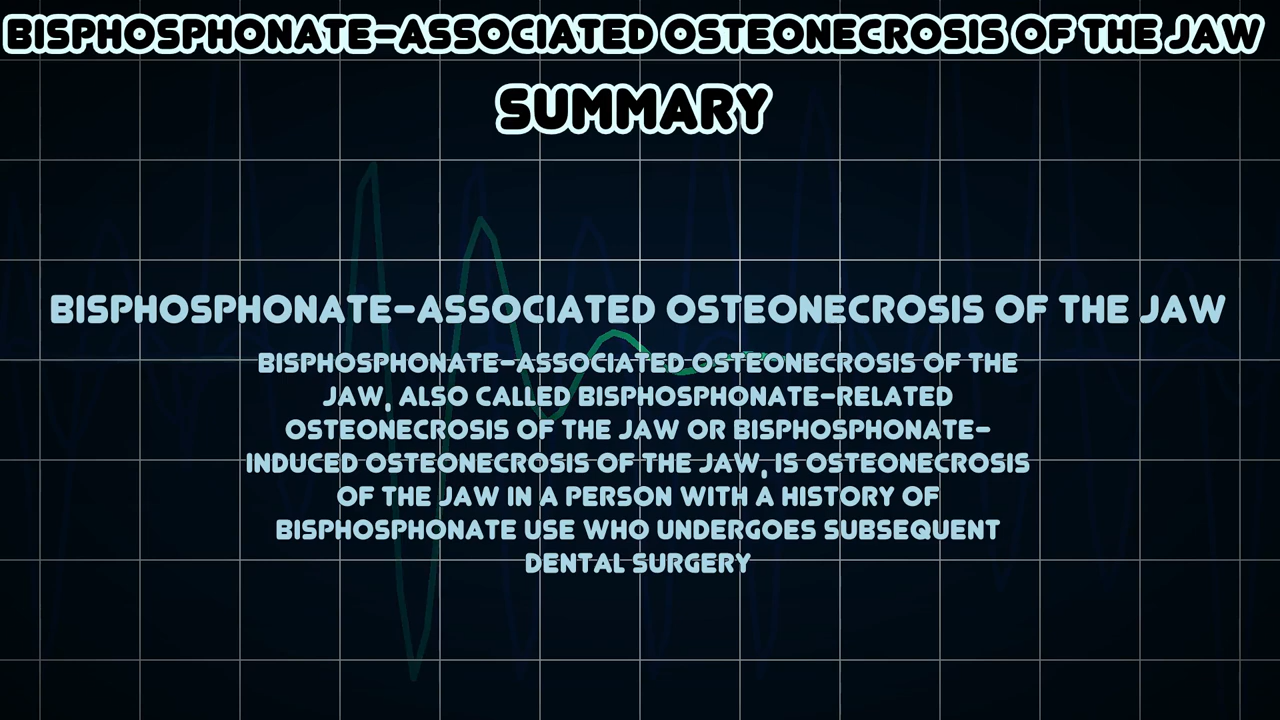 BISPHOSPHONATE-ASSOCIATED OSTEONECROSIS OF THE JAW
SUMMARY
BISPHOSPHONATE-ASSOCIATED OSTEONECROSIS OF THE JAW
BISPHOSPHONATE-ASSOCIATED OSTEONECROSIS OF THE
JAW, ALSO CALLED BISPHOSPHONATE-RELATED
OSTEONECROSIS OF THE JAW OR BISPHOSPHONATE-
INDUCED OSTEONECROSIS OF THE JAW, IS OSTEONECROSIS
OF THE JAW IN A PERSON WITH A HISTORY OF
BISPHOSPHONATE USE WHO UNDERGOES SUBSEQUENT
DENTAL SURGERY